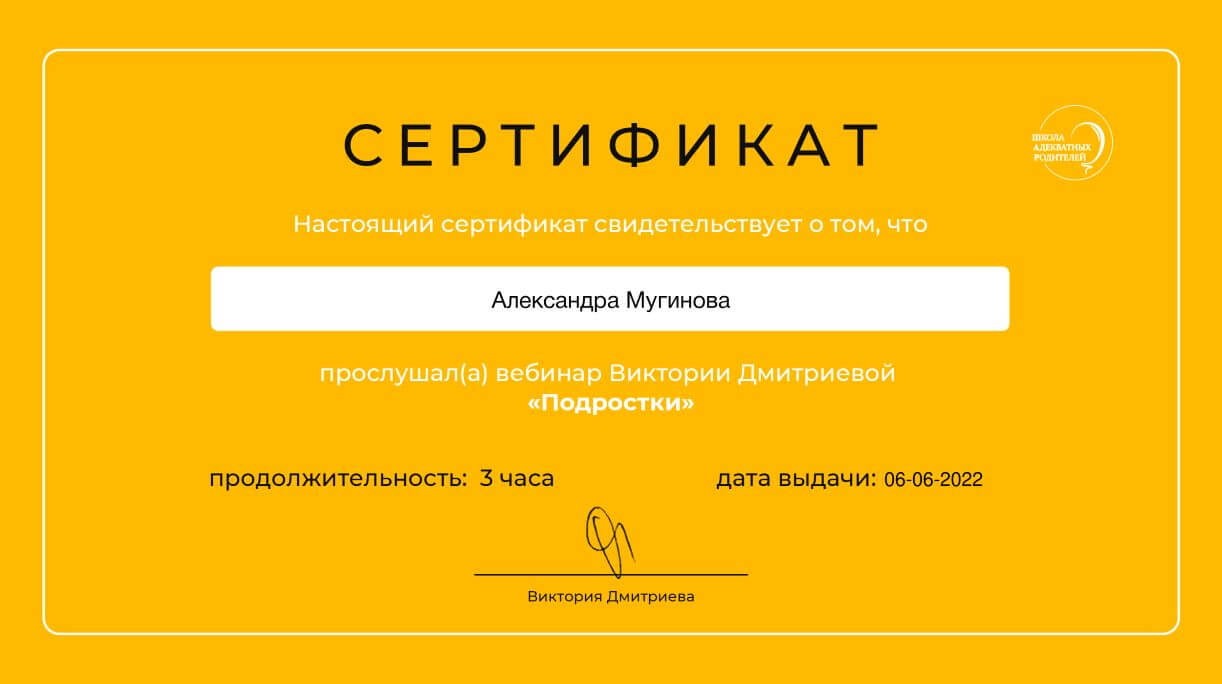 СЕРТИФИКАТ
ШКОЛА
АДЕКВАТНЫХ
РОДИТЕЛЕЙ
Настоящий сертификат свидетельствует о том, что
Александра Мугинова
прослушал(а) вебинар Виктории Дмитриевой
«Подростки»
продолжительность: 3 часа
дата выдачи: 06-06-2022
Виктория Дмитриева